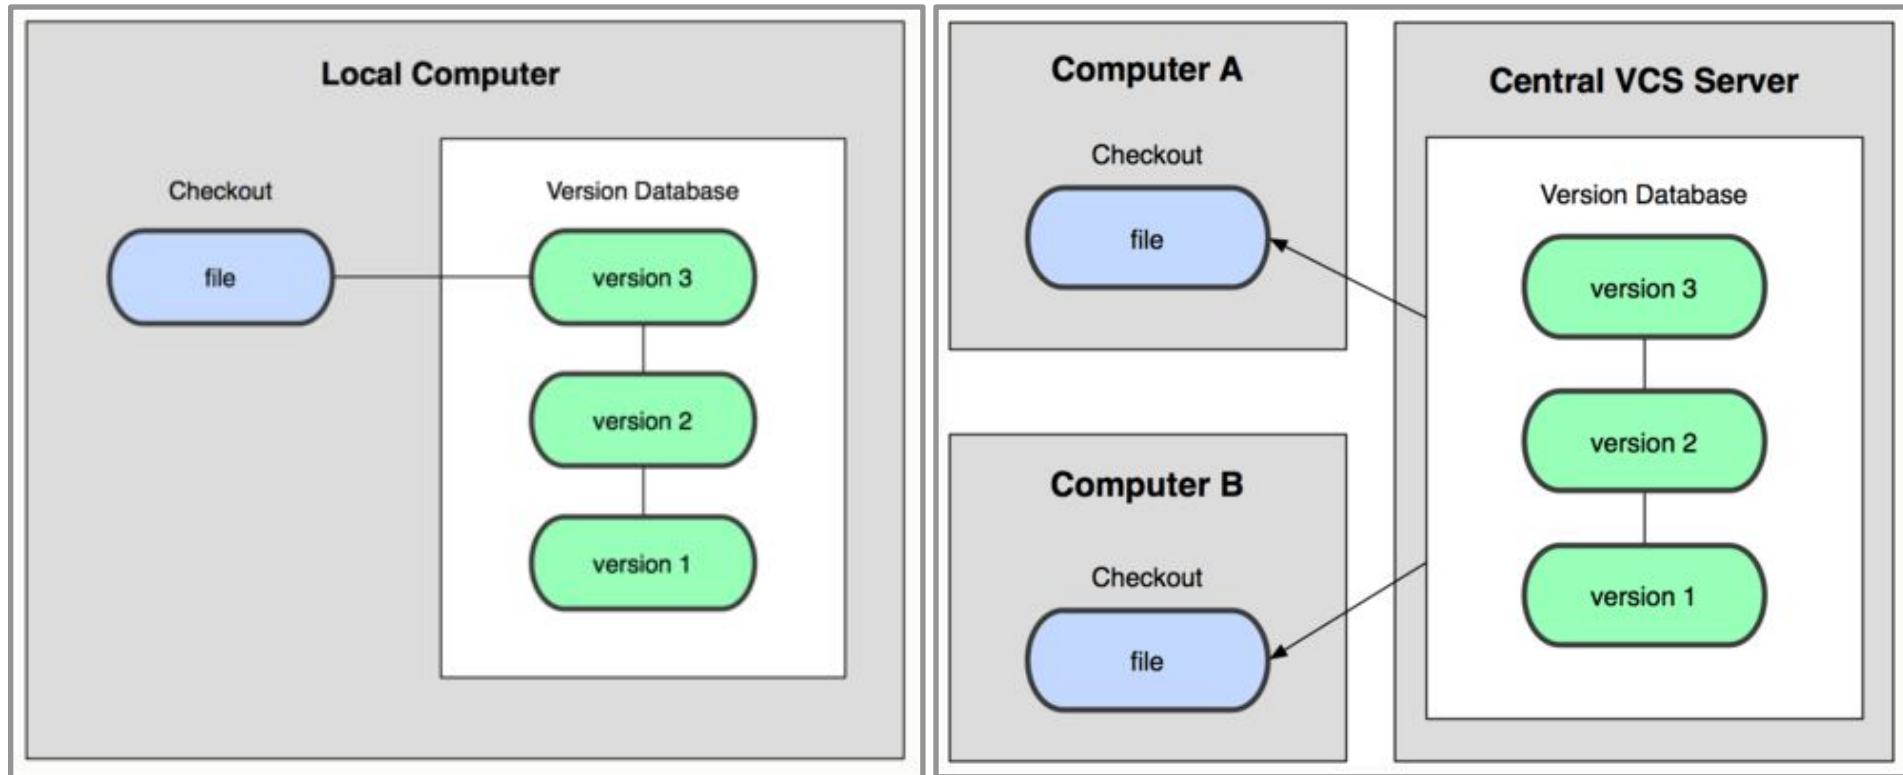 Local Computer
Checkout
Version Database
file
version 3
version 2
version 1
Computer A
Checkout
file
Computer B
Checkout
file
Central VCS Server
Version Database
version 3
version 2
version 1